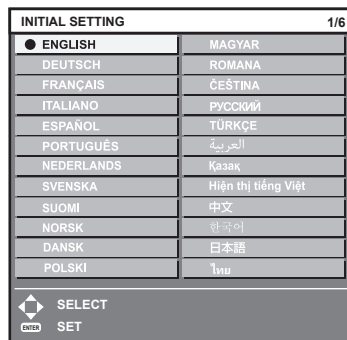 INITIAL SETTING 1/6
ENGLISH
DEUTSCH
FRANÇAIS
ITALIANO
ESPAÑOL
PORTUGUÊS
NEDERLANDS
SVENSKA
SUOMI
NORSK
DANSK
POLSKI
MAGYAR
ROMANA
ČEŠTINA
РУССКИЙ
TÜRKÇE
العربية
Қазақ
Hiện thị tiếng Việt
中文
한국어
日本語
ไทย
SELECT
ENTER SET